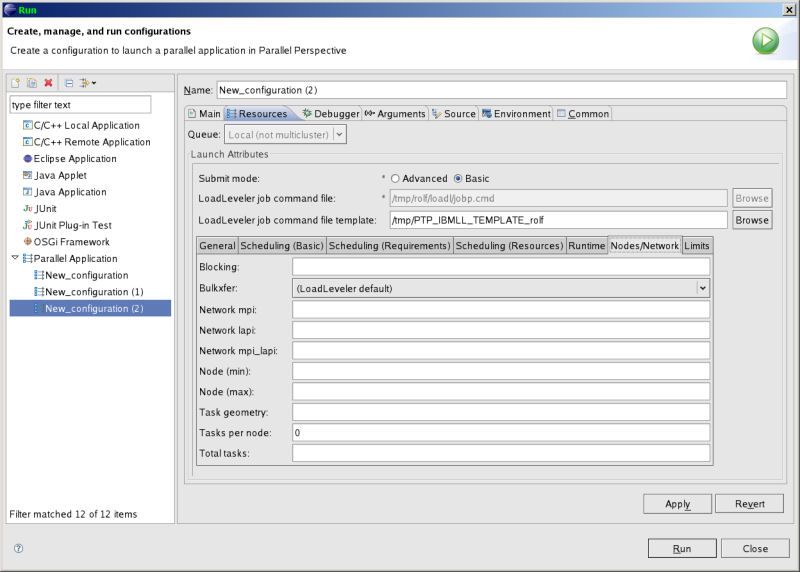 Run
Create, manage, and run configurations
Create a configuration to launch a parallel application in Parallel Perspective
type filter text
C/C++ Local Application
C/C++ Remote Application
Eclipse Application
Java Applet
Java Application
JUnit
JUnit Plug-in Test
OSGi Framework
Parallel Application
New_configuration
New_configuration (1)
New_configuration (2)
Filter matched 12 of 12 items
Name: New_configuration (2)
Main Resources Debugger Arguments Source Environment Common
Queue: Local (not multicluster)
Launch Attributes
Submit mode: * Advanced Basic
LoadLeveler job command file: * /tmp/rolf/loadl/jobp.cmd Browse
LoadLeveler job command file template: /tmp/PTP_IBMLL_TEMPLATE_rolf Browse
General Scheduling (Basic) Scheduling (Requirements) Scheduling (Resources) Runtime Nodes/Network Limits
Blocking:
Bulkxfer: (LoadLeveler default)
Network mpi:
Network lapi:
Network mpi_lapi:
Node (min):
Node (max):
Task geometry:
Tasks per node: 0
Total tasks:
Apply Revert
Run Close